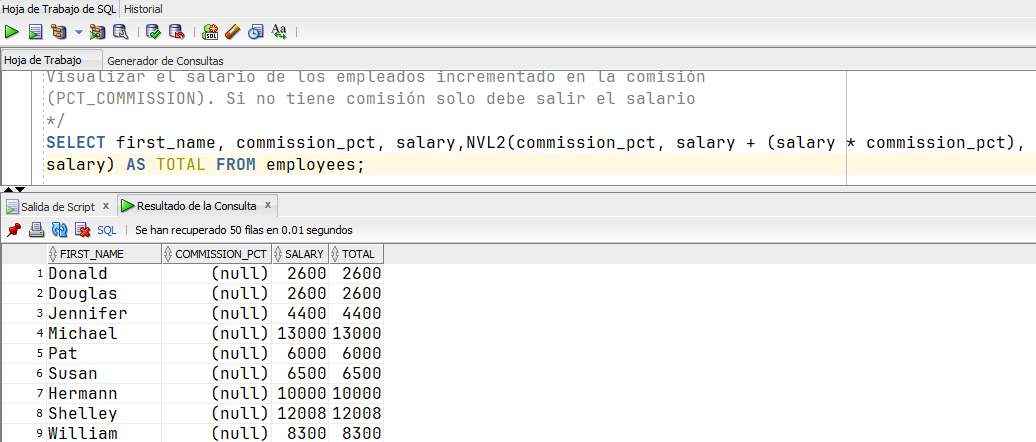 Hoja de Trabajo de SQL Historial
Hoja de Trabajo Generador de Consultas
Visualizar el salario de los empleados incrementado en la comisión
(PCT_COMMISSION). Si no tiene comisión solo debe salir el salario
*/
SELECT first_name, commission_pct, salary,NVL2(commission_pct, salary + (salary * commission_pct),
salary) AS TOTAL FROM employees;
Salida de Script x Resultado de la Consulta x
SQL | Se han recuperado 50 filas en 0.01 segundos
FIRST_NAME COMMISSION_PCT SALARY TOTAL
1 Donald (null) 2600 2600
2 Douglas (null) 2600 2600
3 Jennifer (null) 4400 4400
4 Michael (null) 13000 13000
5 Pat (null) 6000 6000
6 Susan (null) 6500 6500
7 Hermann (null) 10000 10000
8 Shelley (null) 12008 12008
9 William (null) 8300 8300